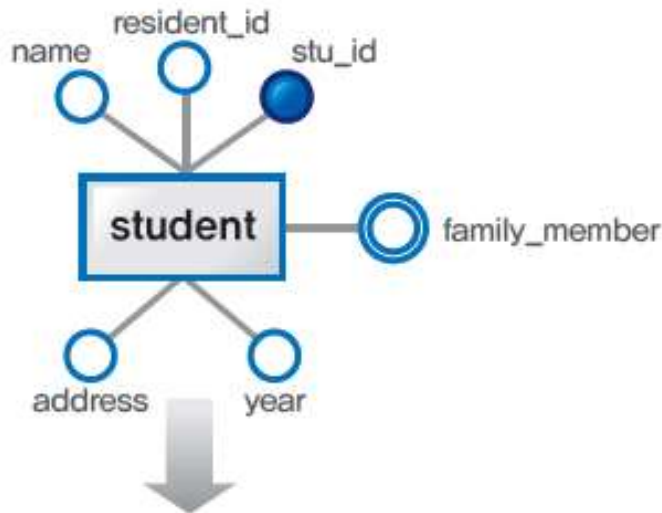 resident_id
name
stu_id
student
family_member
address
year